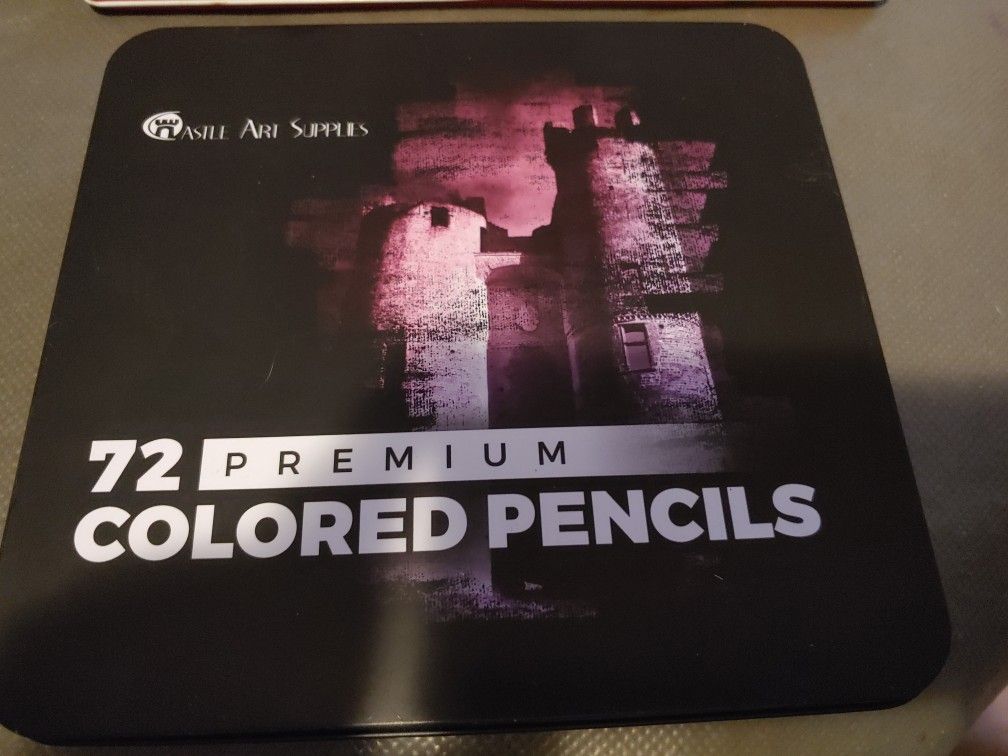 Castle Art Supplies
72 PREMIUM
COLORED PENCILS